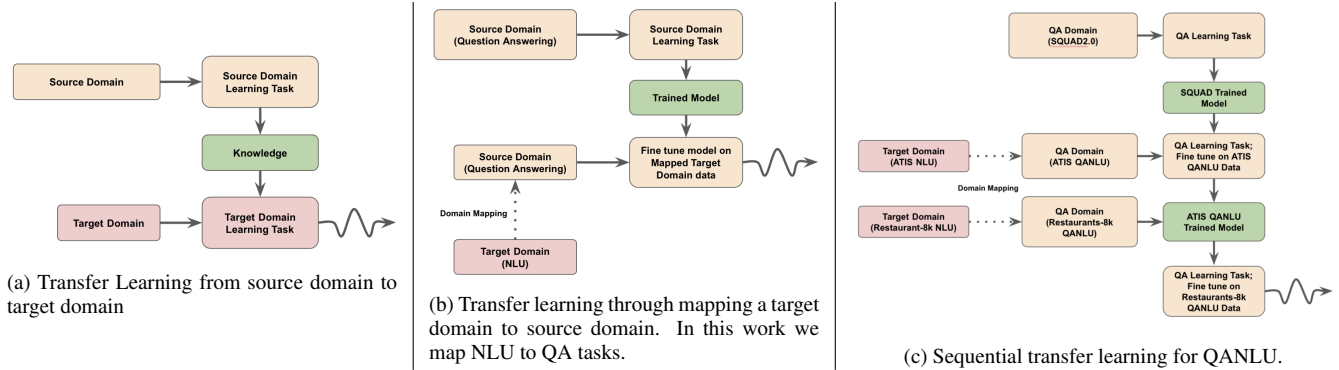 Source Domain
Source Domain
Learning Task
Knowledge
Target Domain
Target Domain
Learning Task
(a) Transfer Learning from source domain to
target domain
Source Domain
(Question Answering)
Source Domain
Learning Task
Trained Model
Source Domain
(Question Answering)
Fine tune model on
Mapped Target
Domain data
Domain Mapping
Target Domain
(NLU)
(b) Transfer learning through mapping a target
domain to source domain. In this work we
map NLU to QA tasks.
QA Domain
(SQUAD2.0)
QA Learning Task
SQUAD Trained
Model
Target Domain
(ATIS NLU)
QA Domain
(ATIS QANLU)
QA Learning Task;
Fine tune on ATIS
QANLU Data
Domain Mapping
Target Domain
(Restaurant-8k NLU)
QA Domain
(Restaurants-8k
QANLU)
ATIS QANLU
Trained Model
QA Learning Task;
Fine tune on
Restaurants-8k
QANLU Data
(c) Sequential transfer learning for QANLU.